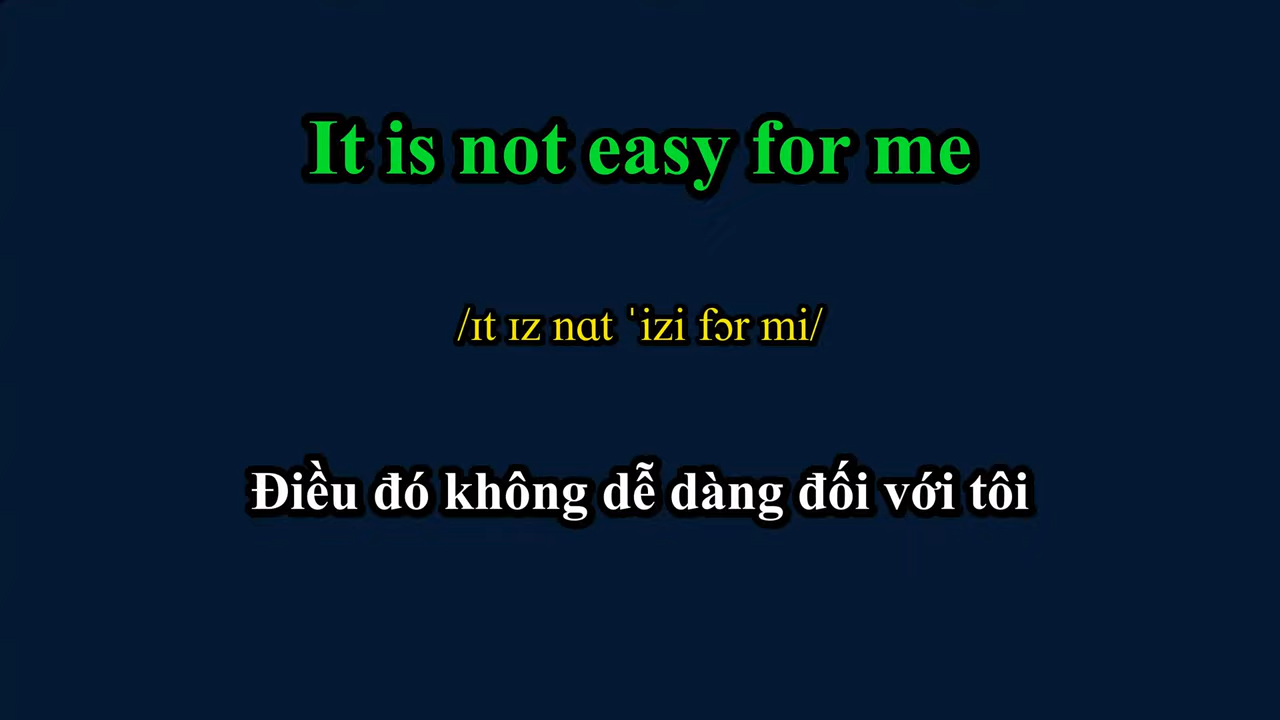 It is not easy for me
/ɪt ɪz nɑt ˈizi fɔr mi/
Điều đó không dễ dàng đối với tôi